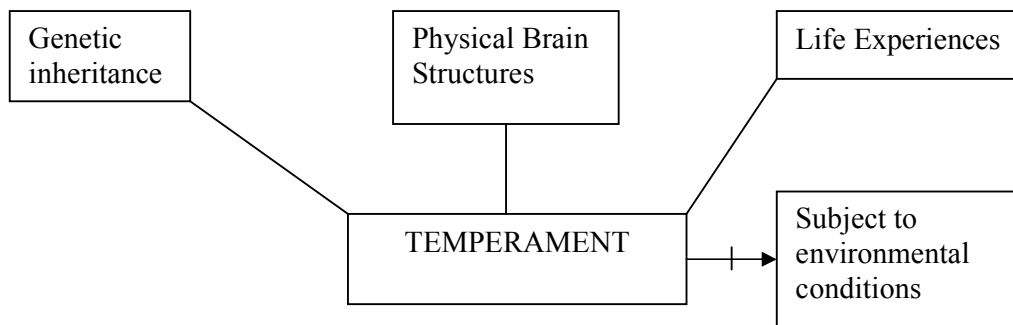 Genetic
inheritance
Physical Brain
Structures
Life Experiences
TEMPERAMENT
Subject to
environmental
conditions